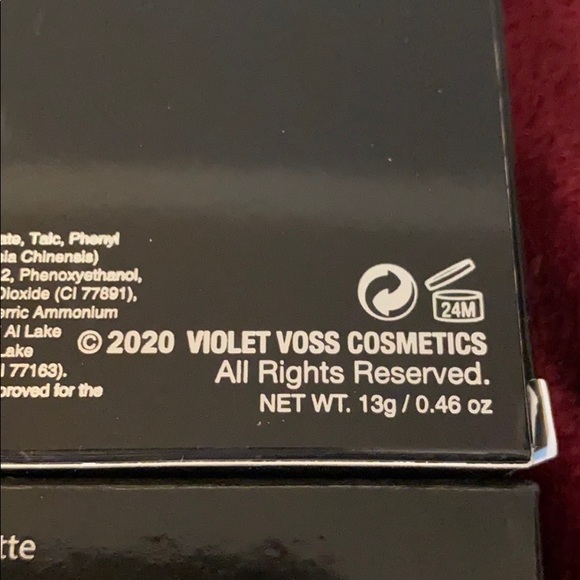 ate, Talc, Phenyl
ia Chinensis)
2, Phenoxyethanol,
Dioxide (CI 77891),
erric Ammonium
Al Lake
Lake
77163).
proved for the
24M
© 2020 VIOLET VOSS COSMETICS
All Rights Reserved.
NET WT. 13g / 0.46 oz
tte